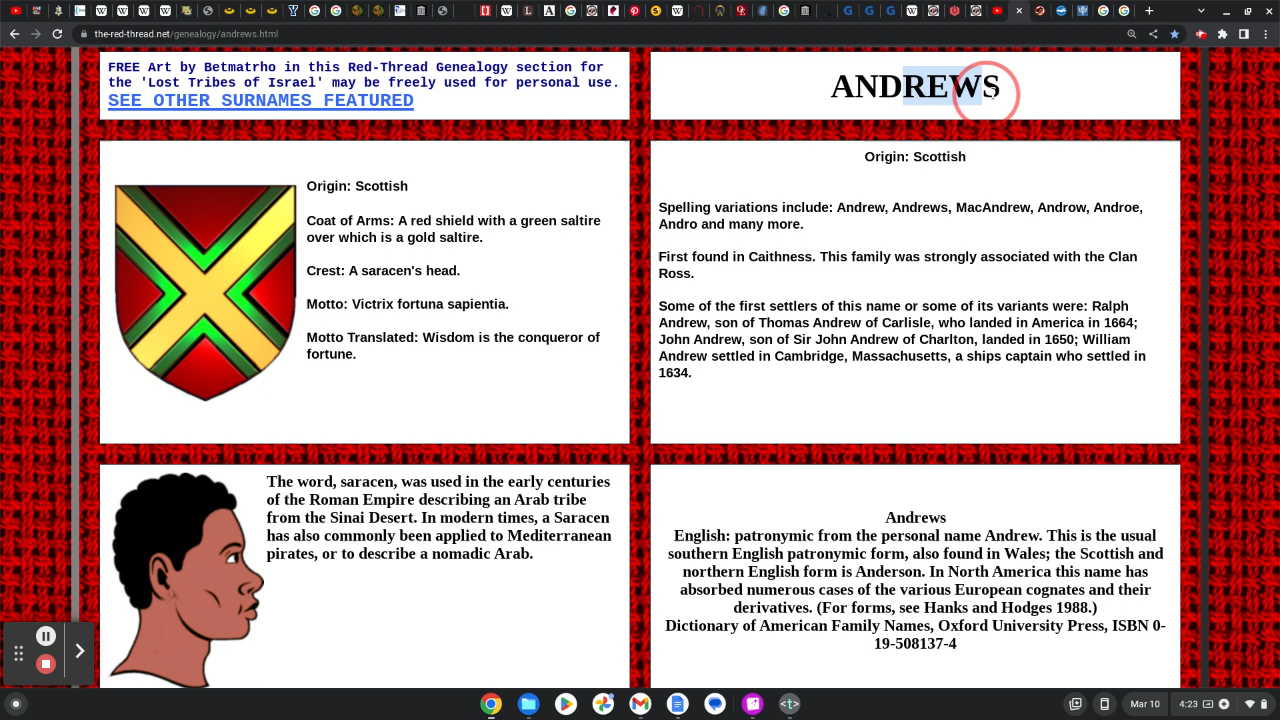 the-red-thread.net/genealogy/andrews.html
FREE Art by Betmatrho in this Red-Thread Genealogy section for
the 'Lost Tribes of Israel' may be freely used for personal use.
SEE OTHER SURNAMES FEATURED
ANDREWS
Origin: Scottish
Coat of Arms: A red shield with a green saltire
over which is a gold saltire.
Crest: A saracen's head.
Motto: Victrix fortuna sapientia.
Motto Translated: Wisdom is the conqueror of
fortune.
Origin: Scottish
Spelling variations include: Andrew, Andrews, MacAndrew, Androw, Androe,
Andro and many more.
First found in Caithness. This family was strongly associated with the Clan
Ross.
Some of the first settlers of this name or some of its variants were: Ralph
Andrew, son of Thomas Andrew of Carlisle, who landed in America in 1664;
John Andrew, son of Sir John Andrew of Charlton, landed in 1650; William
Andrew settled in Cambridge, Massachusetts, a ships captain who settled in
1634.
The word, saracen, was used in the early centuries
of the Roman Empire describing an Arab tribe
from the Sinai Desert. In modern times, a Saracen
has also commonly been applied to Mediterranean
pirates, or to describe a nomadic Arab.
Andrews
English: patronymic from the personal name Andrew. This is the usual
southern English patronymic form, also found in Wales; the Scottish and
northern English form is Anderson. In North America this name has
absorbed numerous cases of the various European cognates and their
derivatives. (For forms, see Hanks and Hodges 1988.)
Dictionary of American Family Names, Oxford University Press, ISBN 0-
19-508137-4
Mar 10
4:23